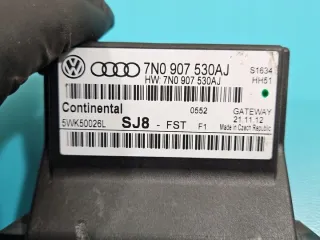 7N0 907 530AJ S1634
HW: 7N0 907 530AJ HH51
Continental 0552 GATEWAY
21.11.12
5WK50026L SJ8 - FST F1 Made in Czech Republic